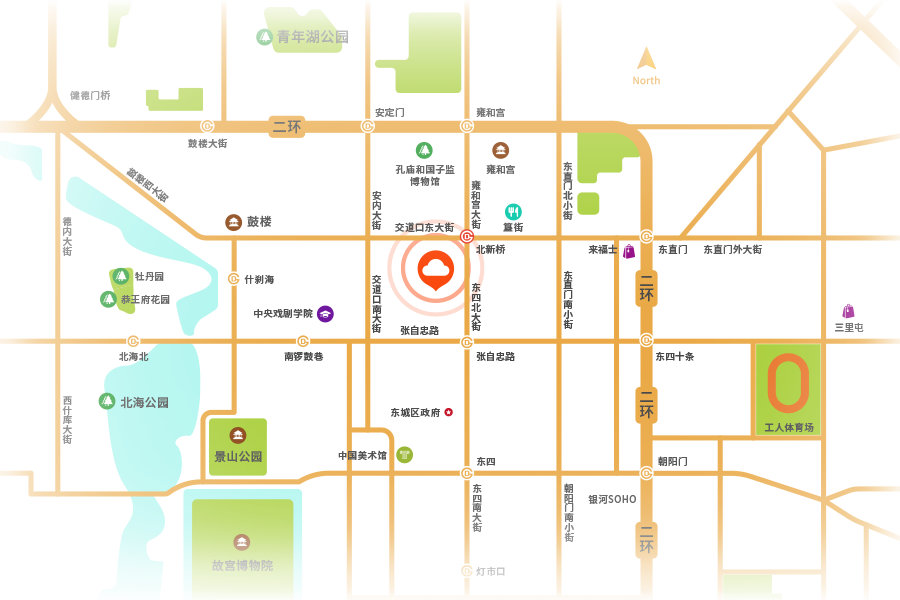 青年湖公园
North
健德门桥
安定门
雍和宫
二环
鼓楼大街
孔庙和国子监
博物馆
雍和宫
东直门北小街
鼓楼西大街
安内大街
雍和宫大街
簋街
德内大街
鼓楼
交道口东大街
北新桥
来福士
东直门
东直门外大街
牡丹园
什刹海
恭王府花园
交道口南大街
东四北大街
东直门南小街
二环
中央戏剧学院
张自忠路
三里屯
北海北
南锣鼓巷
张自忠路
东四十条
北海公园
西什库大街
东城区政府
二环
工人体育场
景山公园
中国美术馆
东四
朝阳门
东四南大街
朝阳门南小街
银河SOHO
二环
故宫博物院
灯市口